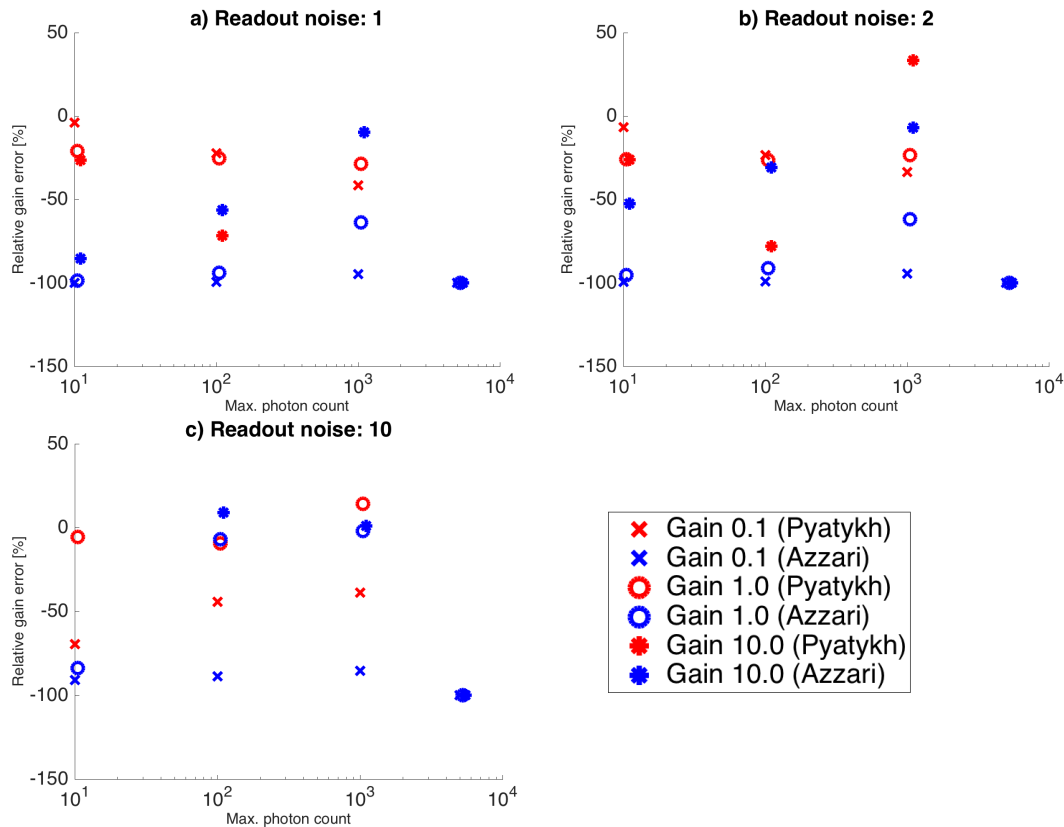 a) Readout noise: 1
50
0
-50
-100
-150
Relative gain error [%]
10^1
10^2
10^3
10^4
Max. photon count
b) Readout noise: 2
50
0
-50
-100
-150
Relative gain error [%]
10^1
10^2
10^3
10^4
Max. photon count
c) Readout noise: 10
50
0
-50
-100
-150
Relative gain error [%]
10^1
10^2
10^3
10^4
Max. photon count
Gain 0.1 (Pyatykh)
Gain 0.1 (Azzari)
Gain 1.0 (Pyatykh)
Gain 1.0 (Azzari)
Gain 10.0 (Pyatykh)
Gain 10.0 (Azzari)